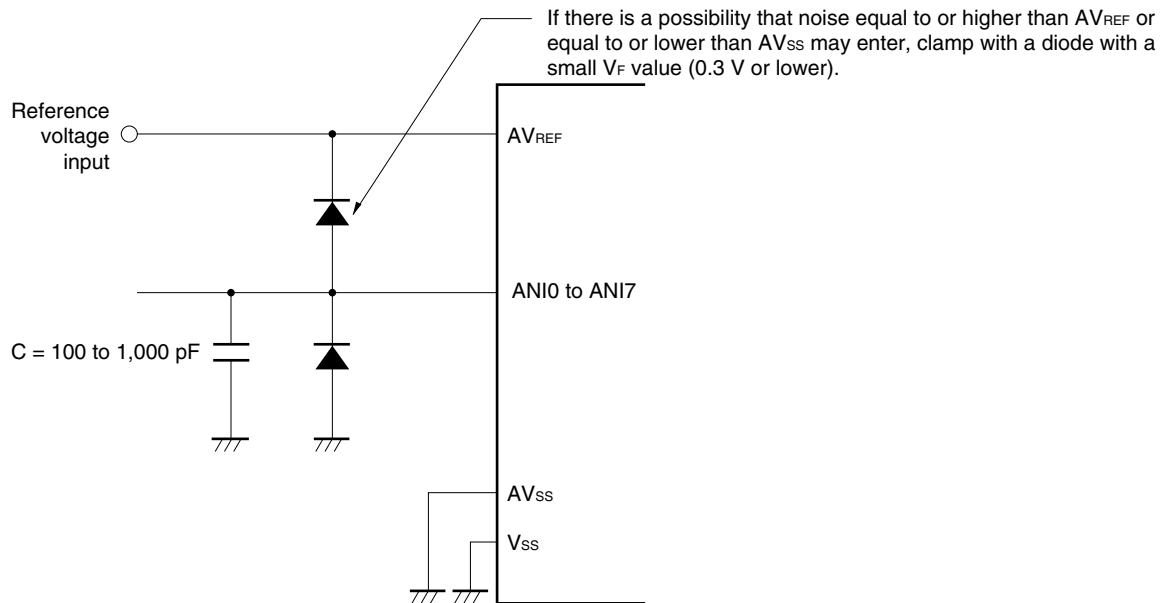 If there is a possibility that noise equal to or higher than AVREF or
equal to or lower than AVSS may enter, clamp with a diode with a
small VF value (0.3 V or lower).
Reference
voltage
input
AVREF
ANI0 to ANI7
C = 100 to 1,000 pF
AVSS
VSS